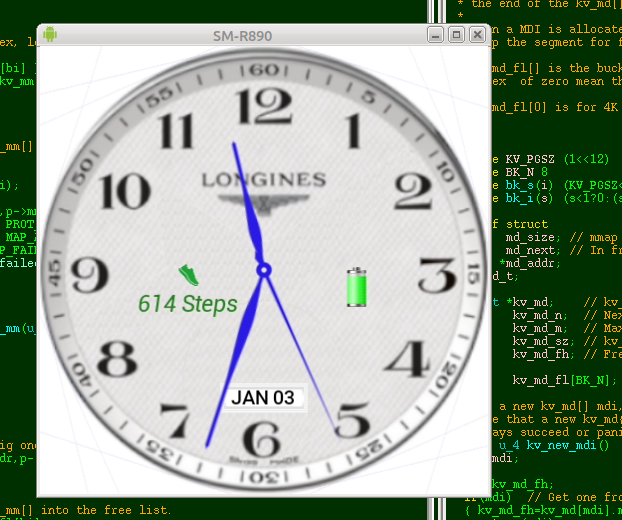 * the end of the kv_md[]
*
SM-R890
ex, l
n a MDI is allocate
p the segment for f
[bi]
kv_mm
md_fl[] is the buck
ex of zero mean th
md_fl[0] is for 4K
_mm[]
e KV_PGSZ (1<<12)
e BK_N 8
i);
e bk_s(i) (KV_PGSZ<
e bk_i(s) (s<1?0:(s
,p->m
PROT_
f struct
MAP_
md_size; // mmap
P_FAI
md_next; // In fr
failed
*md_addr;
d_t;
t *kv_md; // kv_
kv_md_n; // Nex
_mm(u_
kv_md_m; // Max
kv_md_sz; // kv_
kv_md_fh; // Fre
kv_md_fl[BK_N];
a new kv_md[] mdi,
e that a new kv_md[
ays succeed or pani
ig on
u_4 kv_new_mdi()
dr,p-
mdi;
kv_md_fh;
if(mdi) // Get one fro
_mm[] into the free list.
{ kv_md_fh=kv_md[mdi].m
60
5
10
15
25
30
35
40
45
50
55
12
1
2
3
4
5
6
7
8
9
10
11
LONGINES
614 Steps
JAN 03